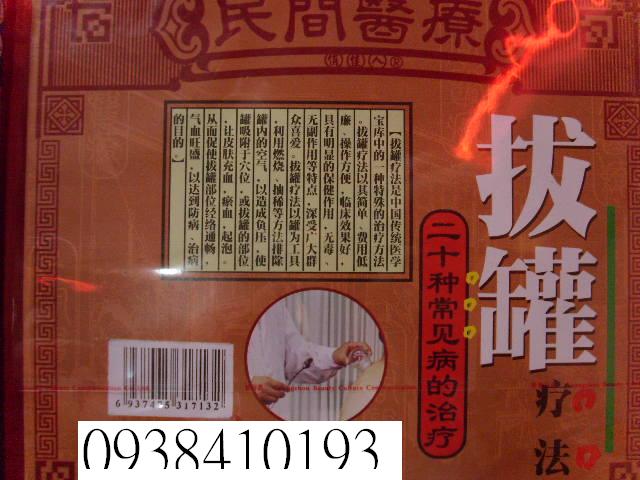 民間醫療
拔罐
疗法
二十种常见病的治疗
【拔罐疗法是中国传统医学
宝库中的一种特殊的治疗方法
。拔罐疗法以其简单、费用低
廉、操作方便、临床效果好，
具有明显的保健作用，无毒、
无副作用等特点，深受广大群
众喜爱。拔罐疗法以罐为工具
，利用燃烧、抽稀等方法排除
罐内的空气，以造成负压，使
罐吸附于穴位，或拔罐的部位
，让皮肤充血，瘀血，起泡，
从而促使拔罐部位经络通畅，
气血旺盛，以达到防病、治病
的目的】
6 937475 317132
0938410193